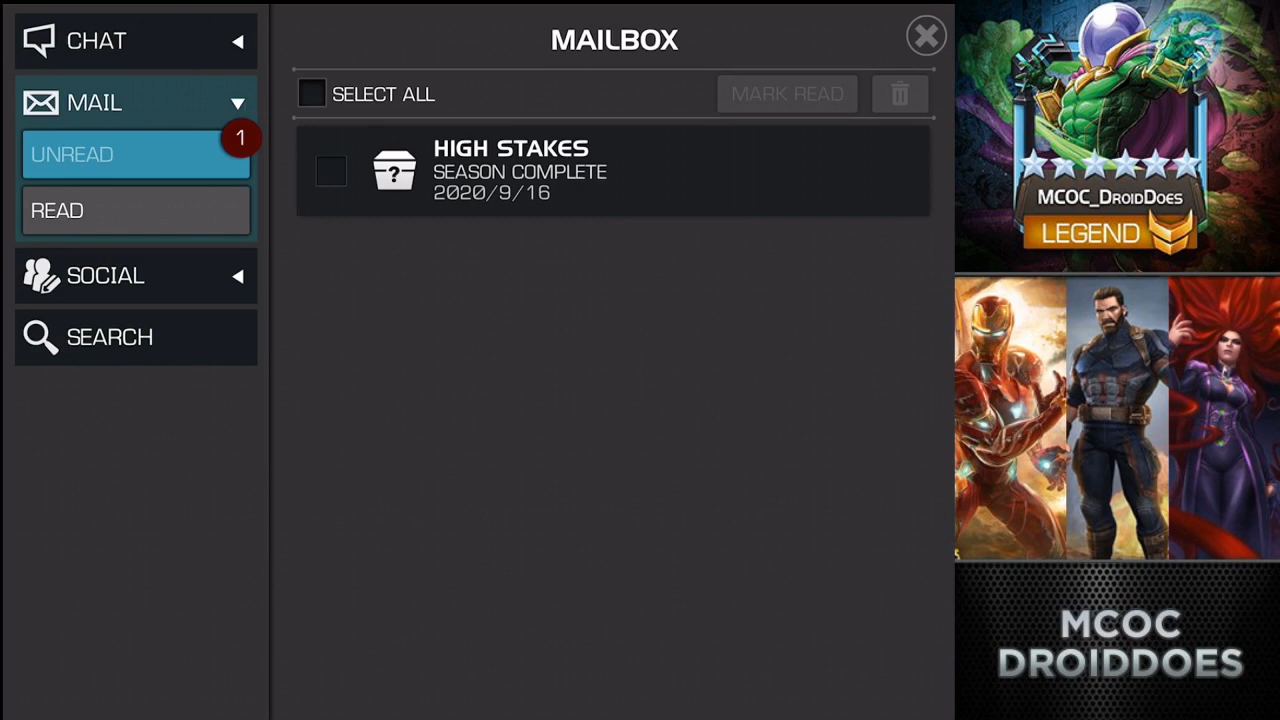 CHAT
MAIL
1
UNREAD
READ
SOCIAL
SEARCH
MAILBOX
SELECT ALL
MARK READ
?
HIGH STAKES
SEASON COMPLETE
2020/9/16
MCOC_DROIDDOES
LEGEND
MCOC
DROIDDOES